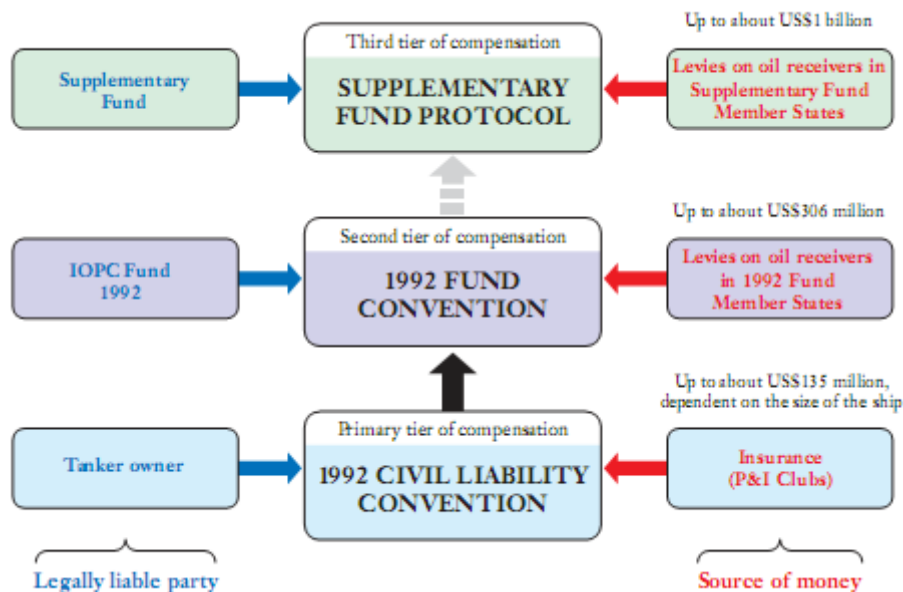 Up to about US$1 billion
Third tier of compensation
Supplementary
Fund
SUPPLEMENTARY
FUND PROTOCOL
Levies on oil receivers in
Supplementary Fund
Member States
Up to about US$306 million
Second tier of compensation
IOPC Fund
1992
1992 FUND
CONVENTION
Levies on oil receivers
in 1992 Fund
Member States
Up to about US$135 million,
dependent on the size of the ship
Primary tier of compensation
Tanker owner
1992 CIVIL LIABILITY
CONVENTION
Insurance
(P&I Clubs)
Legally liable party
Source of money